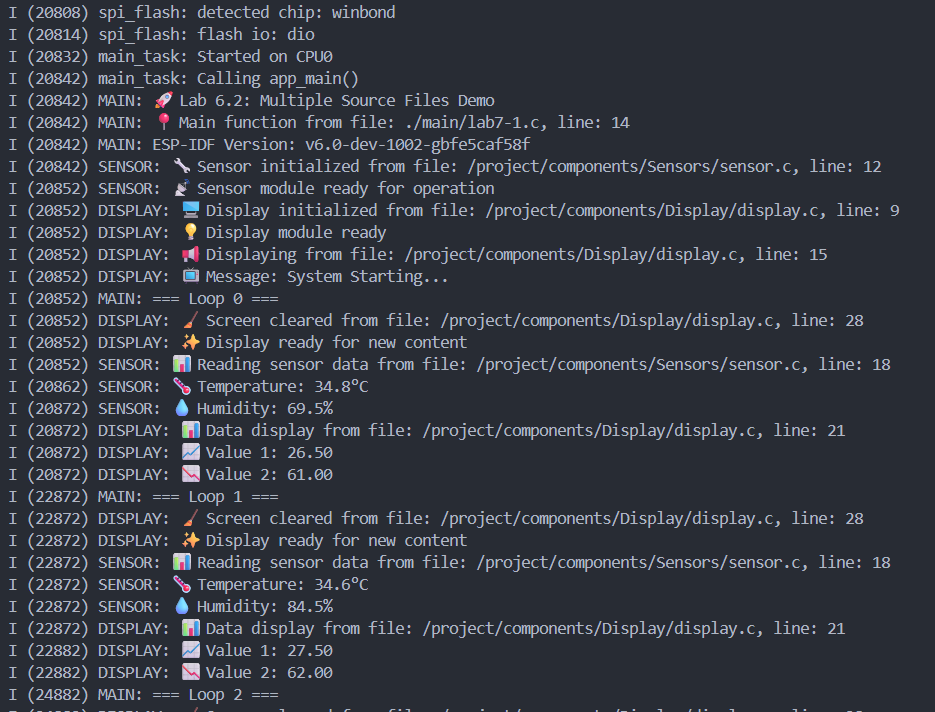 I (20808) spi_flash: detected chip: winbond
I (20814) spi_flash: flash io: dio
I (20832) main_task: Started on CPU0
I (20842) main_task: Calling app_main()
I (20842) MAIN: 🚀 Lab 6.2: Multiple Source Files Demo
I (20842) MAIN: 📍 Main function from file: ./main/lab7-1.c, line: 14
I (20842) MAIN: ESP-IDF Version: v6.0-dev-1002-gbfe5caf58f
I (20842) SENSOR: 🔧 Sensor initialized from file: /project/components/Sensors/sensor.c, line: 12
I (20852) SENSOR: 📡 Sensor module ready for operation
I (20852) DISPLAY: 🖥️ Display initialized from file: /project/components/Display/display.c, line: 9
I (20852) DISPLAY: 💡 Display module ready
I (20852) DISPLAY: 📢 Displaying from file: /project/components/Display/display.c, line: 15
I (20852) DISPLAY: 📺 Message: System Starting...
I (20852) MAIN: === Loop 0 ===
I (20852) DISPLAY: 🧹 Screen cleared from file: /project/components/Display/display.c, line: 28
I (20852) DISPLAY: ✨ Display ready for new content
I (20852) SENSOR: 📊 Reading sensor data from file: /project/components/Sensors/sensor.c, line: 18
I (20862) SENSOR: 🌡️ Temperature: 34.8°C
I (20872) SENSOR: 💧 Humidity: 69.5%
I (20872) DISPLAY: 📊 Data display from file: /project/components/Display/display.c, line: 21
I (20872) DISPLAY: 📈 Value 1: 26.50
I (20872) DISPLAY: 📉 Value 2: 61.00
I (22872) MAIN: === Loop 1 ===
I (22872) DISPLAY: 🧹 Screen cleared from file: /project/components/Display/display.c, line: 28
I (22872) DISPLAY: ✨ Display ready for new content
I (22872) SENSOR: 📊 Reading sensor data from file: /project/components/Sensors/sensor.c, line: 18
I (22872) SENSOR: 🌡️ Temperature: 34.6°C
I (22872) SENSOR: 💧 Humidity: 84.5%
I (22872) DISPLAY: 📊 Data display from file: /project/components/Display/display.c, line: 21
I (22882) DISPLAY: 📈 Value 1: 27.50
I (22882) DISPLAY: 📉 Value 2: 62.00
I (24882) MAIN: === Loop 2 ===